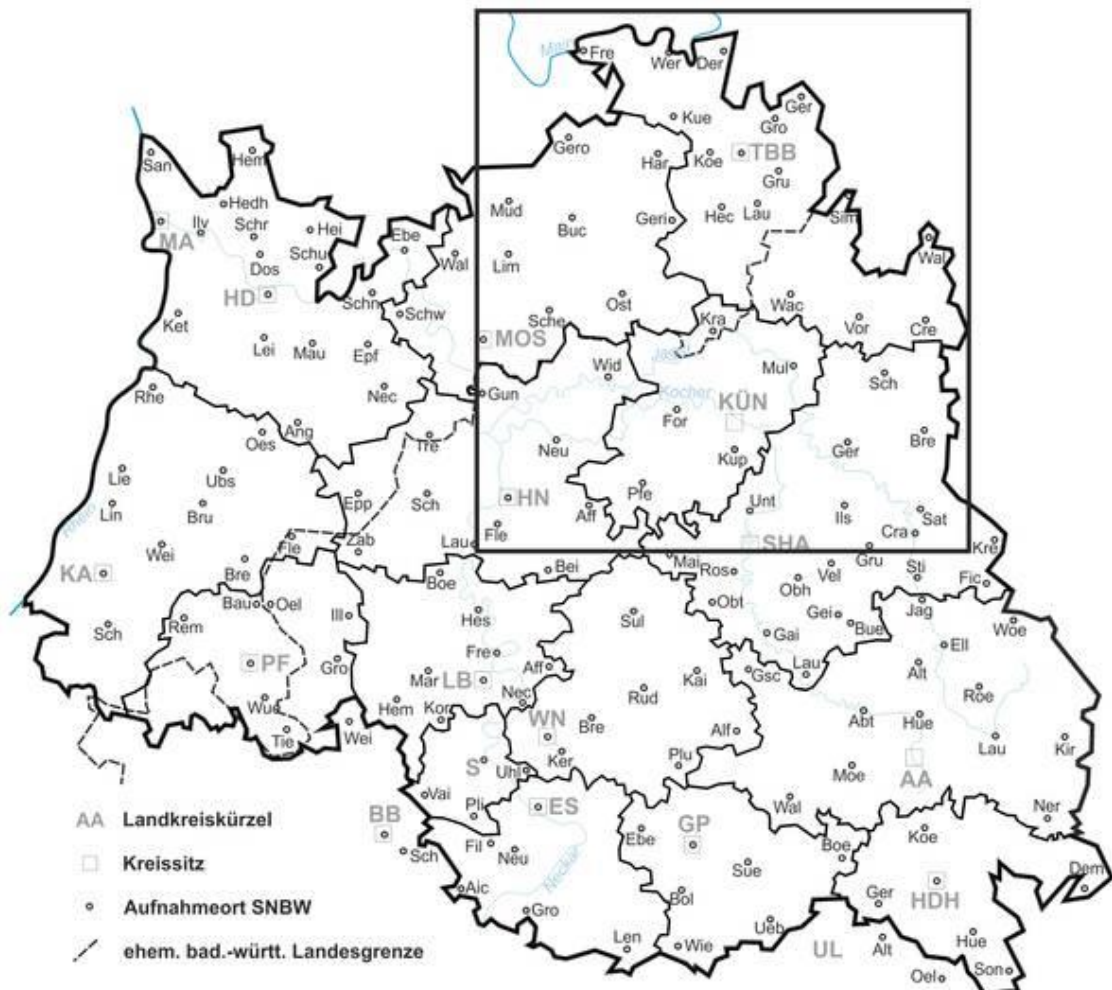 Main
Fre
Wer
Der
Ger
Kue
Gro
Gero
Har
Koe
TBB
San
Hem
Gru
Hedh
Mud
Hec
Lau
Sim
Ilv
Schr
Hei
Buc
Geri
MA
Ebe
Wal
Wal
Dos
Schu
Lim
HD
Schn
Schw
Ost
Wac
Ket
Sche
Kra
Vor
Cre
Lei
Mau
Epf
MOS
Jagst
Wid
Mul
Sch
Rhe
Nec
Gun
Kocher
KÜN
For
Ang
Oes
Tre
Neu
Ger
Bre
Kup
Lie
Ubs
Lin
Bru
Epp
Sch
HN
Pfe
Aff
Unt
Ils
Sat
Rhein
Wei
Fle
Zab
Lau
Fle
SHA
Cra
Kre
KA
Bre
Boe
Bei
Mai
Ros
Gru
Vel
Sti
Fic
Obh
Bau
Oel
Ill
Hes
Sul
Obt
Gei
Bue
Jag
Woe
Sch
Rem
Gai
Ell
PF
Gro
Fre
Mar
LB
Aff
Kai
Gsc
Lau
Alt
Roe
Wue
Hem
Kor
Nec
Rud
Abt
Hue
Tie
Wei
WN
Bre
Alf
Lau
Kir
S
Uhl
Ker
Plu
Moe
AA
Vai
Pli
ES
Wal
Ner
AA Landkreiskürzel
BB
Fil
Neu
Ebe
GP
Boe
Koe
Kreissitz
Sch
Neckar
Sue
Dem
Aic
Bol
Ger
HDH
Aufnahmeort SNBW
Gro
Ueb
Len
Wie
UL
Alt
Hue
ehem. bad.-württ. Landesgrenze
Oel
Son